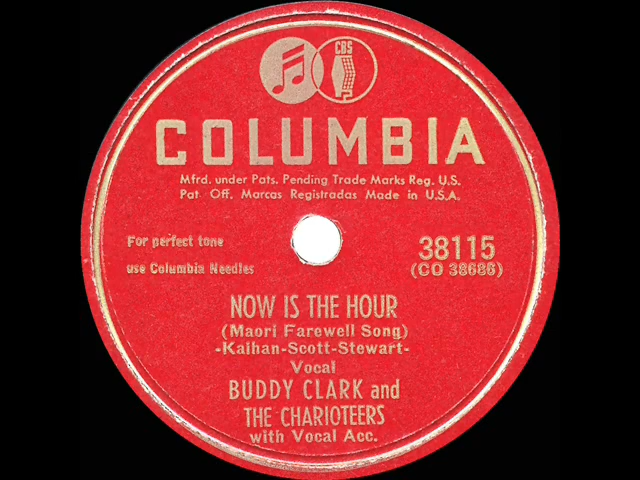 CBS
COLUMBIA
Mfrd. under Pats. Pending Trade Marks Reg. U.S.
Pat Off. Marcas Registradas Made in U.S.A.
For perfect tone
use Columbia Needles
38115
(CO 38686)
NOW IS THE HOUR
(Maori Farewell Song)
-Kaihan-Scott-Stewart-
Vocal
BUDDY CLARK and
THE CHARIOTEERS
with Vocal Acc.